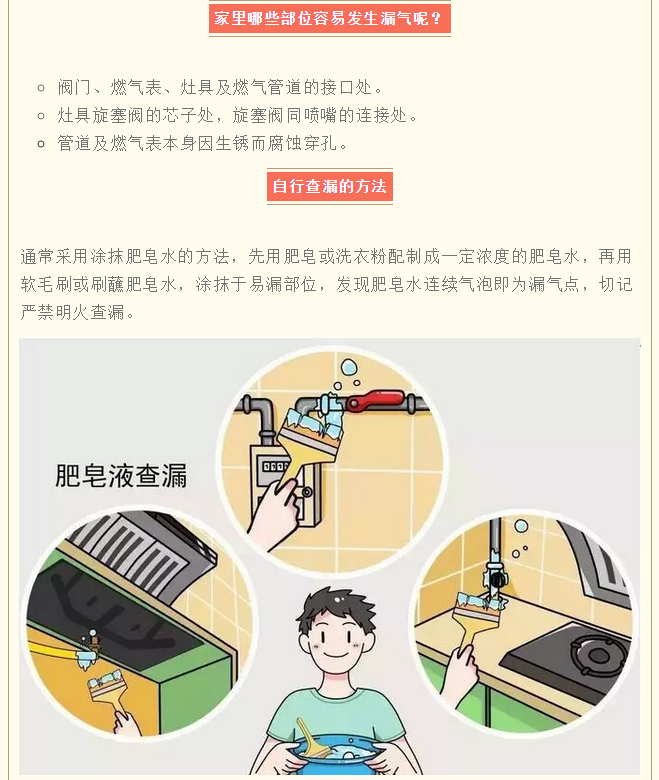 家里哪些部位容易发生漏气呢？
阀门、燃气表、灶具及燃气管道的接口处。
灶具旋塞阀的芯子处，旋塞阀同喷嘴的连接处。
管道及燃气表本身因生锈而腐蚀穿孔。
自行查漏的方法
通常采用涂抹肥皂水的方法，先用肥皂或洗衣粉配制成一定浓度的肥皂水，再用
软毛刷或刷蘸肥皂水，涂抹于易漏部位，发现肥皂水连续气泡即为漏气点，切记
严禁明火查漏。
肥皂液查漏